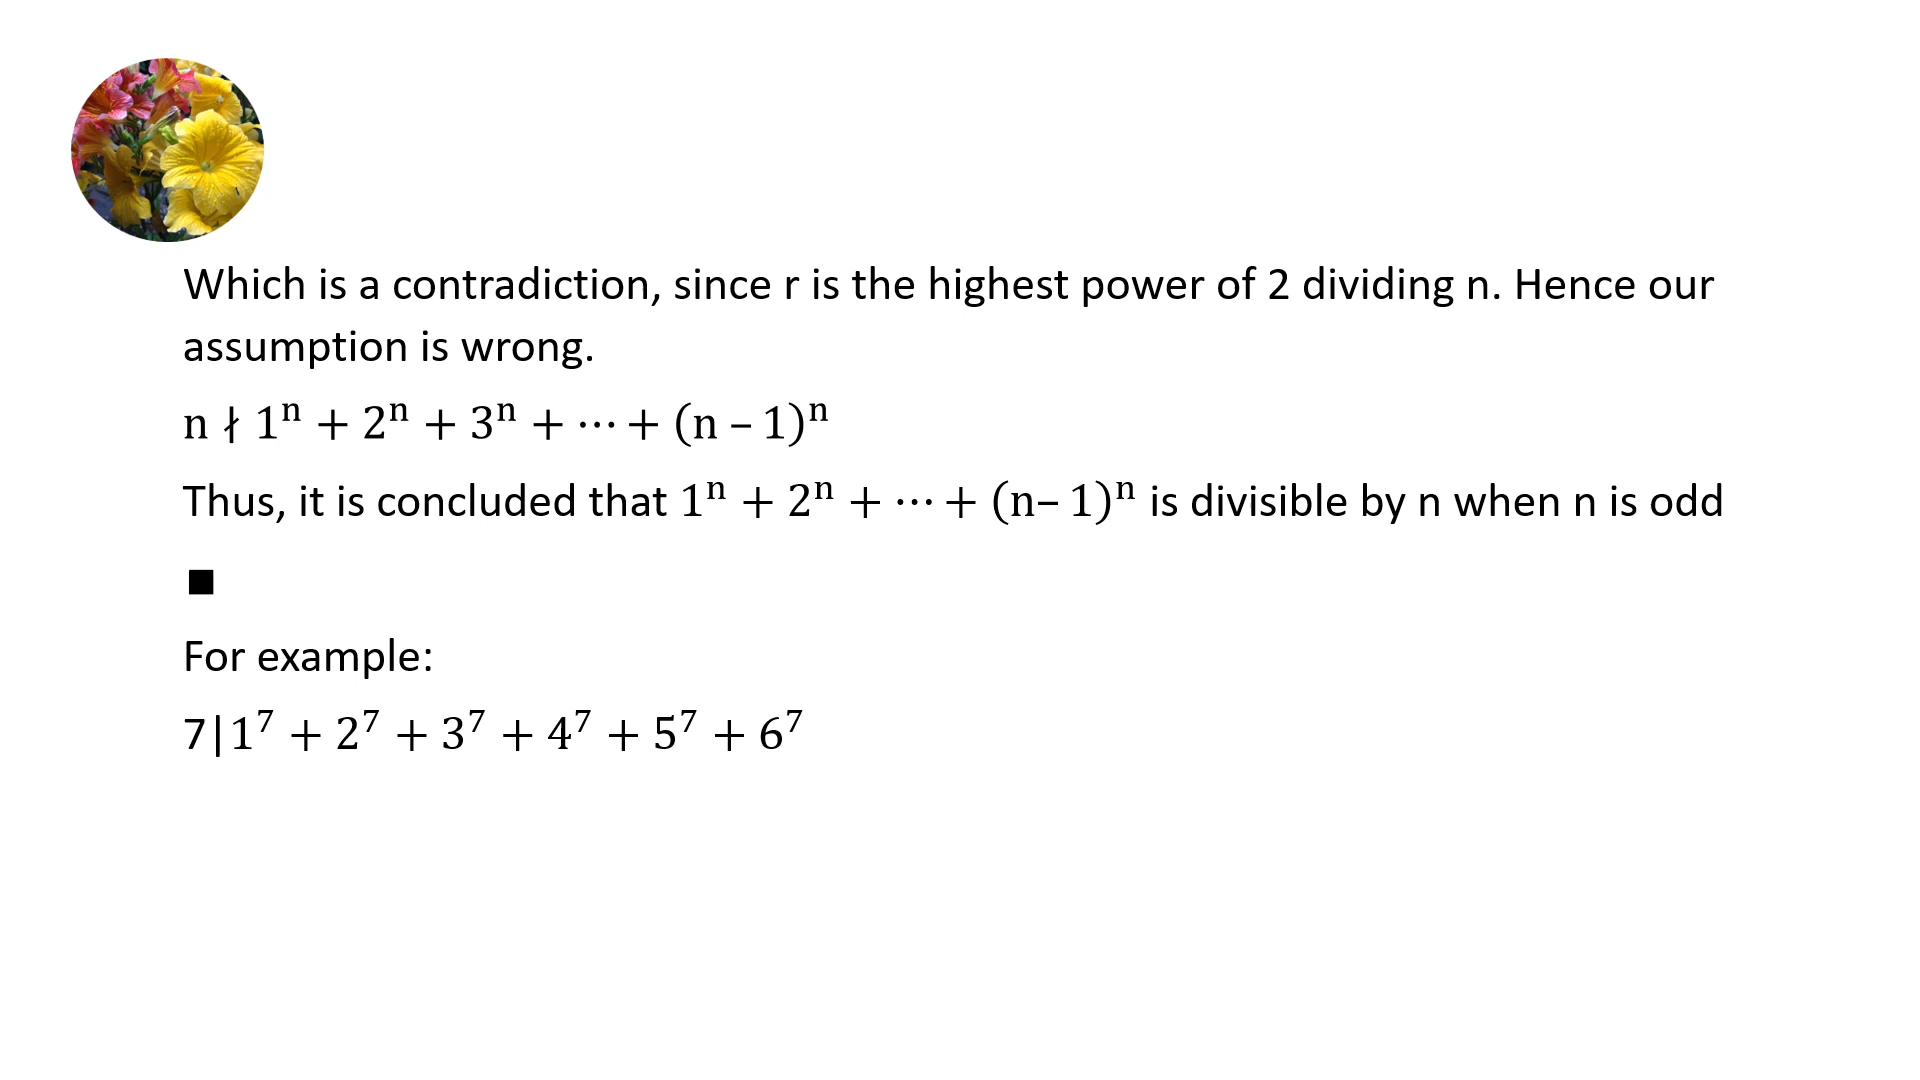 Which is a contradiction, since r is the highest power of 2 dividing n. Hence our
assumption is wrong.
n ∤ 1ⁿ + 2ⁿ + 3ⁿ + ⋯ + (n – 1)ⁿ
Thus, it is concluded that 1ⁿ + 2ⁿ + ⋯ + (n– 1)ⁿ is divisible by n when n is odd
■
For example:
7|1⁷ + 2⁷ + 3⁷ + 4⁷ + 5⁷ + 6⁷